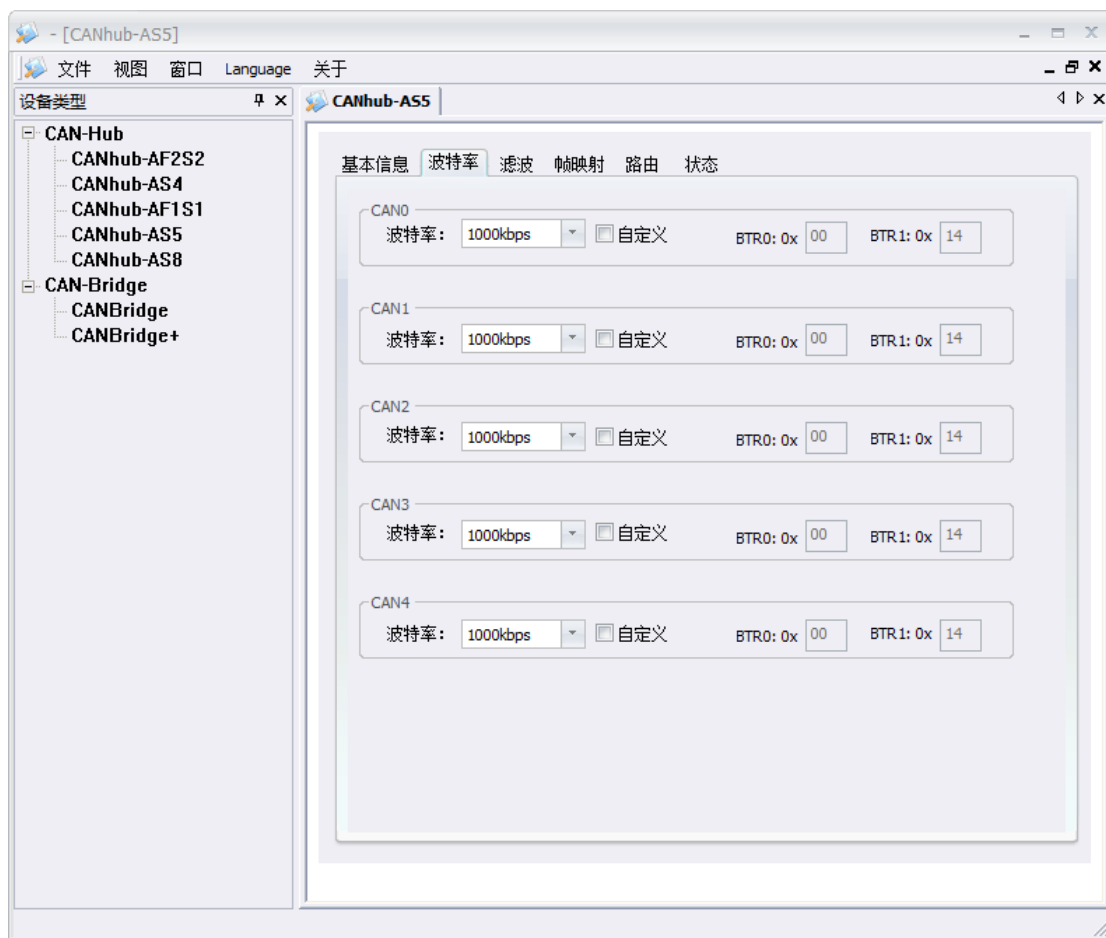 - [CANhub-AS5]
文件 视图 窗口 Language 关于
设备类型
CANhub-AS5
CAN-Hub
CANhub-AF2S2
CANhub-AS4
CANhub-AF1S1
CANhub-AS5
CANhub-AS8
CAN-Bridge
CANBridge
CANBridge+
基本信息 波特率 滤波 帧映射 路由 状态
CAN0
波特率: 1000kbps 自定义 BTR0: 0x 00 BTR1: 0x 14
CAN1
波特率: 1000kbps 自定义 BTR0: 0x 00 BTR1: 0x 14
CAN2
波特率: 1000kbps 自定义 BTR0: 0x 00 BTR1: 0x 14
CAN3
波特率: 1000kbps 自定义 BTR0: 0x 00 BTR1: 0x 14
CAN4
波特率: 1000kbps 自定义 BTR0: 0x 00 BTR1: 0x 14